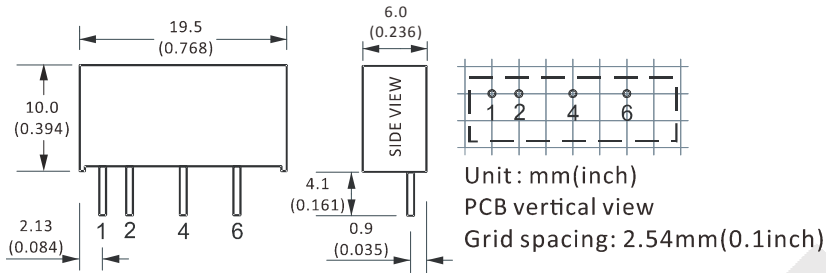 19.5
(0.768)
6.0
(0.236)
10.0
(0.394)
SIDE VIEW
1 2 4 6
4.1
(0.161)
2.13
(0.084)
1 2 4 6
0.9
(0.035)
Unit: mm(inch)
PCB vertical view
Grid spacing: 2.54mm(0.1inch)